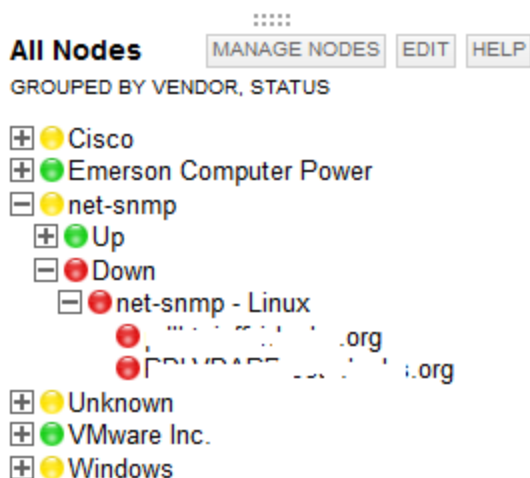 All Nodes MANAGE NODES EDIT HELP
GROUPED BY VENDOR, STATUS
Cisco
Emerson Computer Power
net-snmp
Up
Down
net-snmp - Linux
.org
.org
Unknown
VMware Inc.
Windows